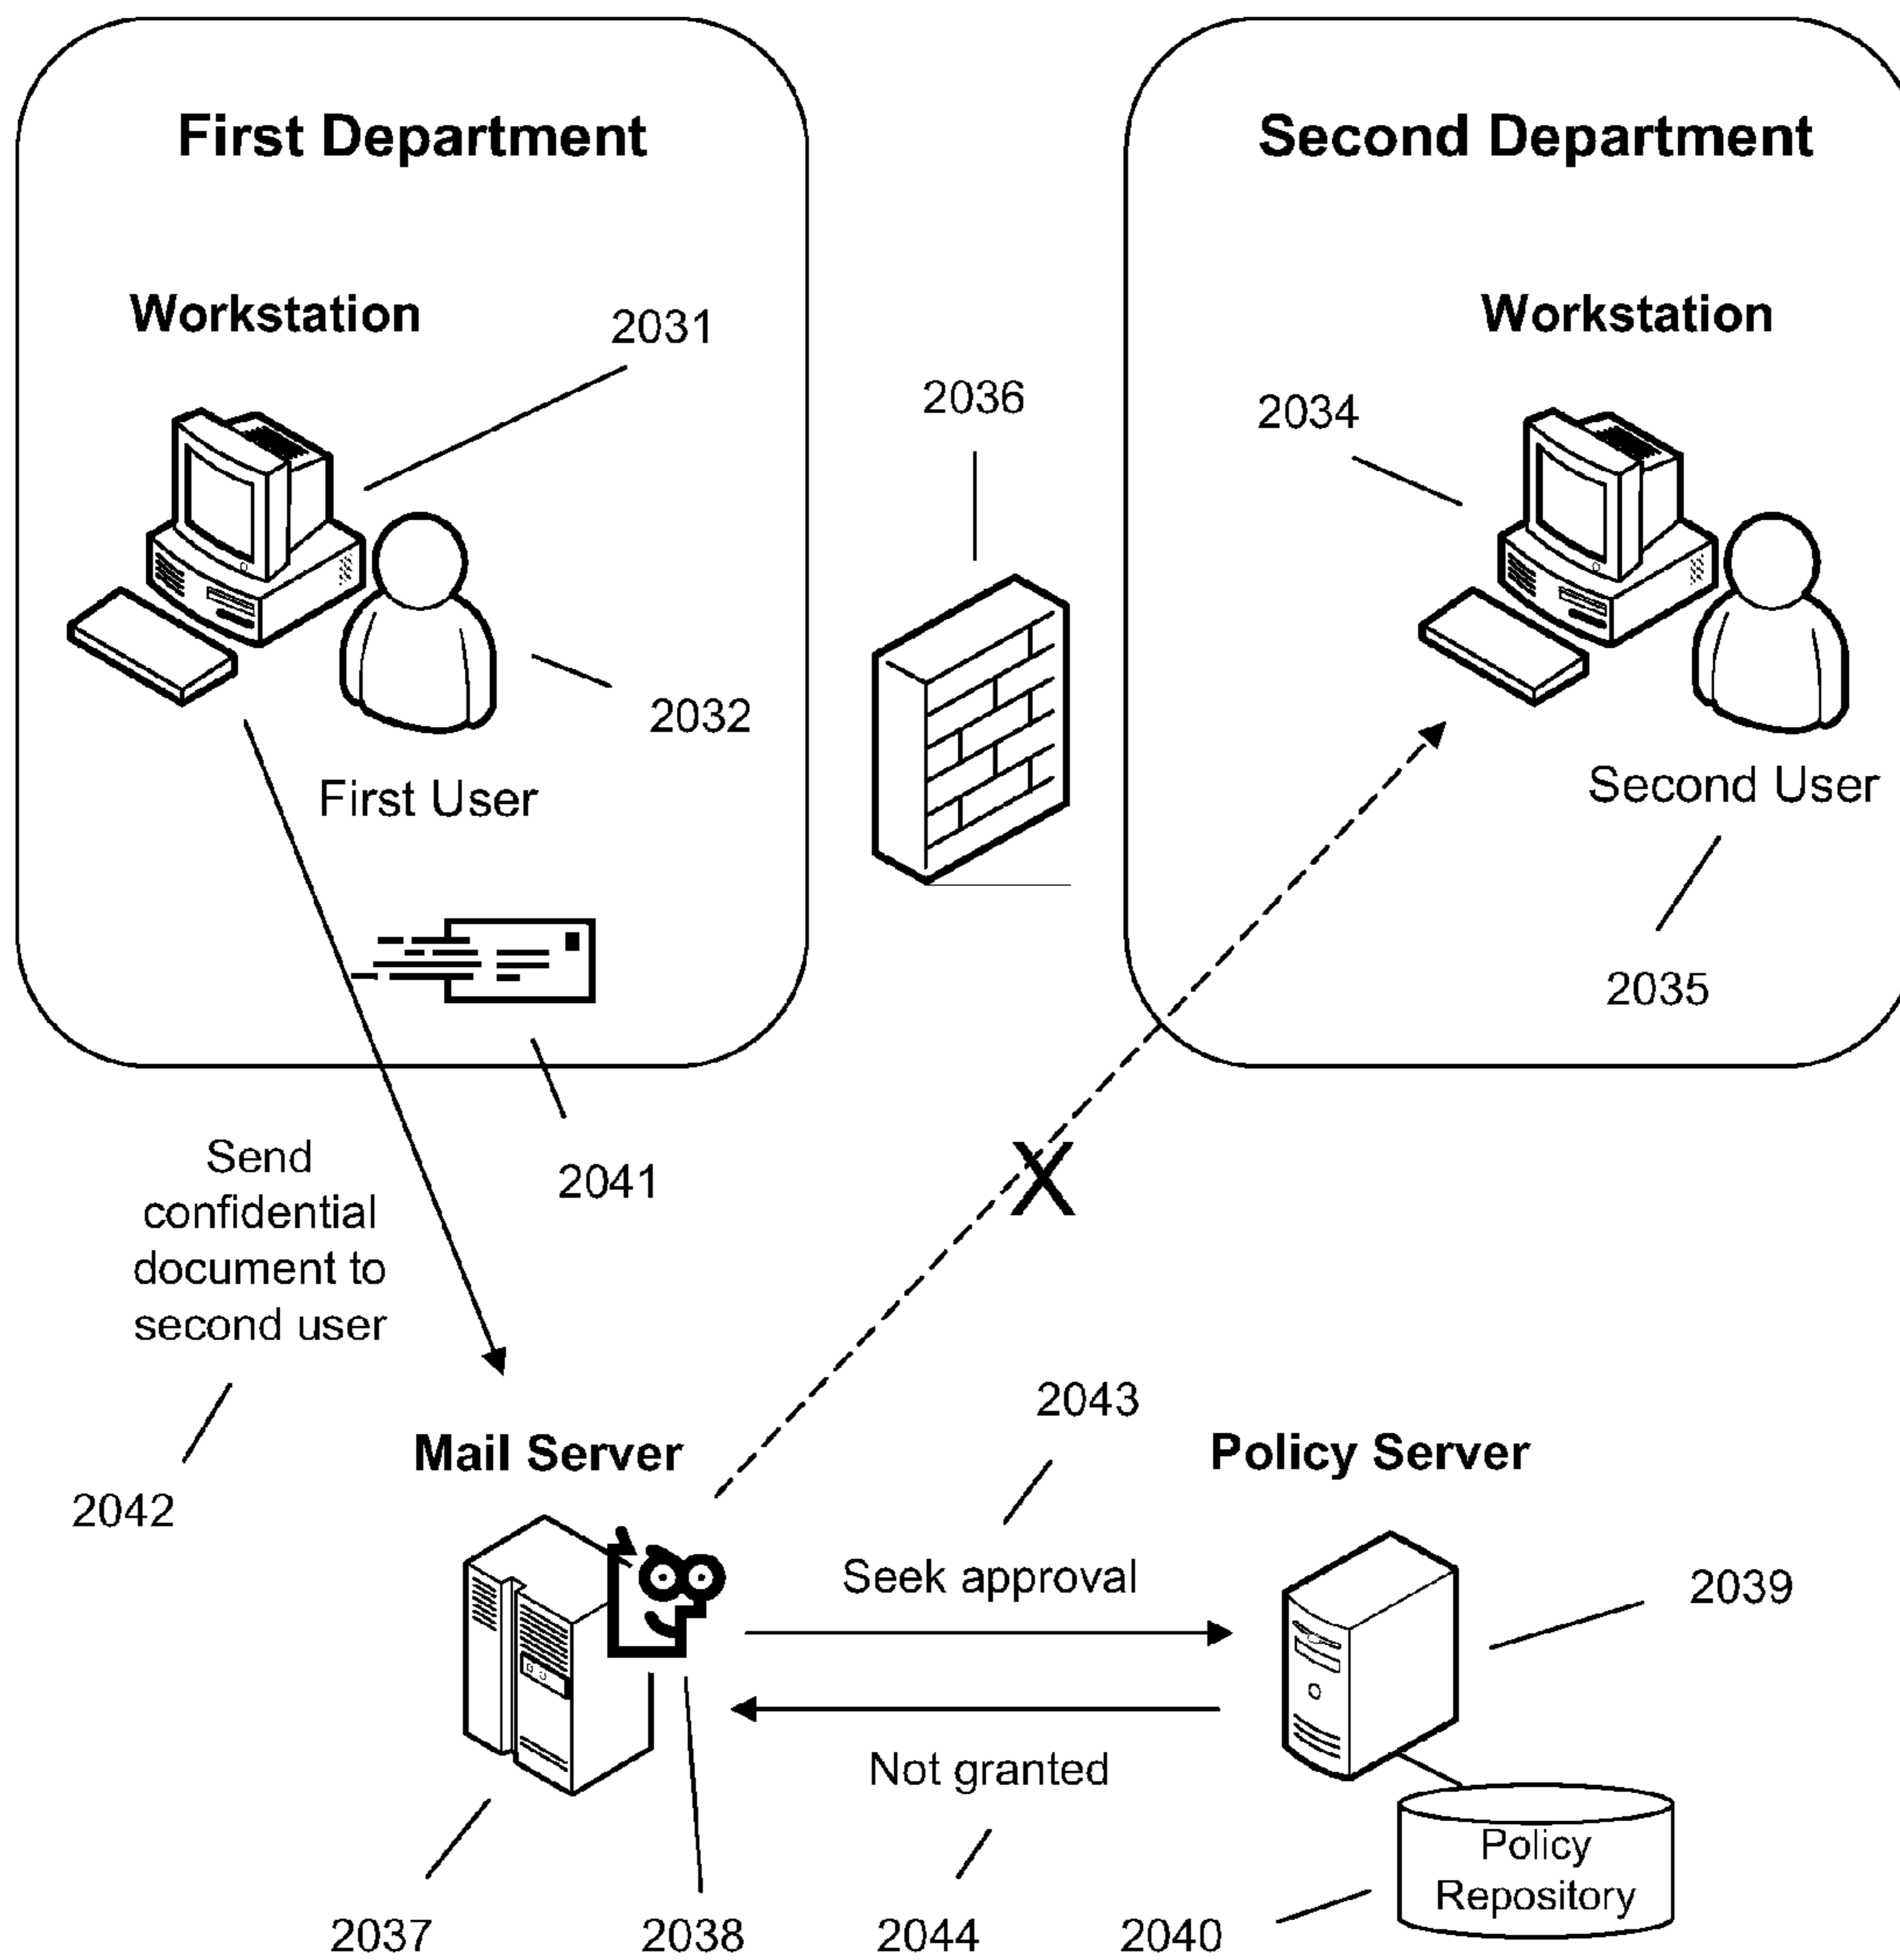 First Department
Second Department
Workstation
2031
Workstation
2036
2034
2032
First User
Second User
2035
Send
confidential
document to
second user
2041
X
2043
Mail Server
Policy Server
2042
Seek approval
2039
Not granted
Policy
Repository
2037
2038
2044
2040